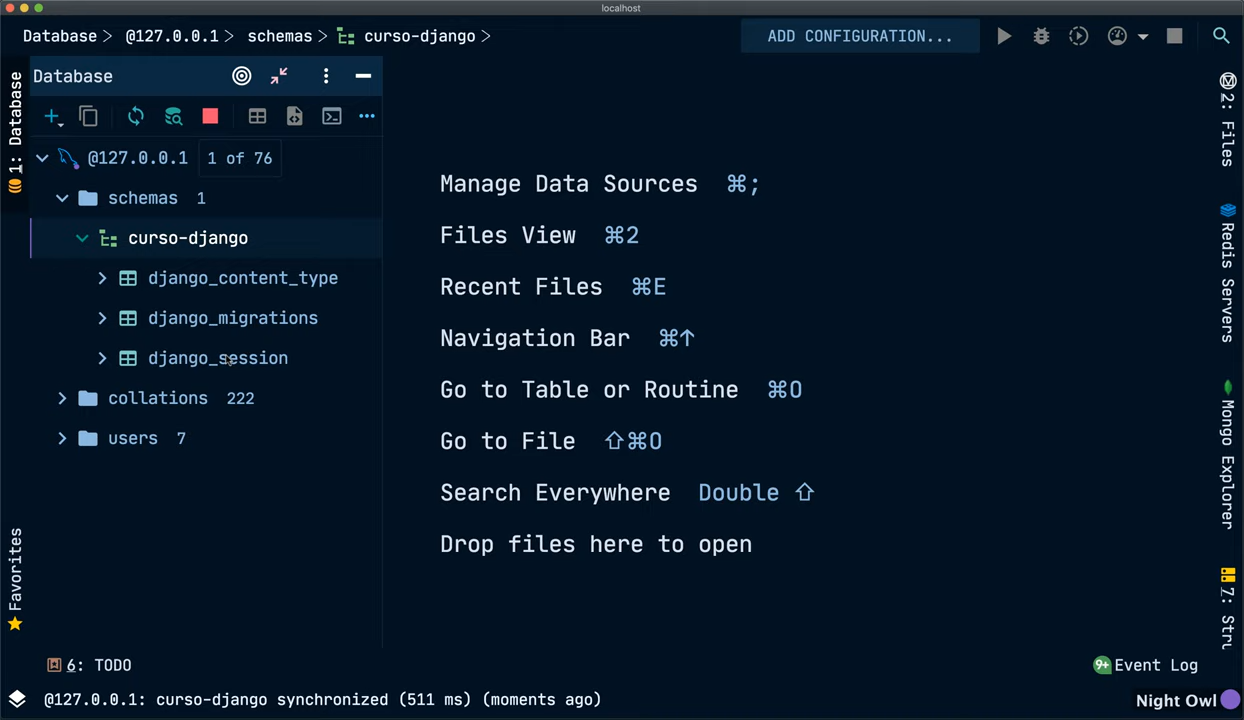 localhost
Database > @127.0.0.1 > schemas > curso-django >
ADD CONFIGURATION...
1: Database
Database
@127.0.0.1 1 of 76
schemas 1
curso-django
django_content_type
django_migrations
django_session
collations 222
users 7
Manage Data Sources ⌘;
Files View ⌘2
Recent Files ⌘E
Navigation Bar ⌘↑
Go to Table or Routine ⌘O
Go to File ⇧⌘O
Search Everywhere Double ⇧
Drop files here to open
2: Files
Redis Servers
Mongo Explorer
7: Stru
Favorites
6: TODO
9+ Event Log
@127.0.0.1: curso-django synchronized (511 ms) (moments ago)
Night Owl